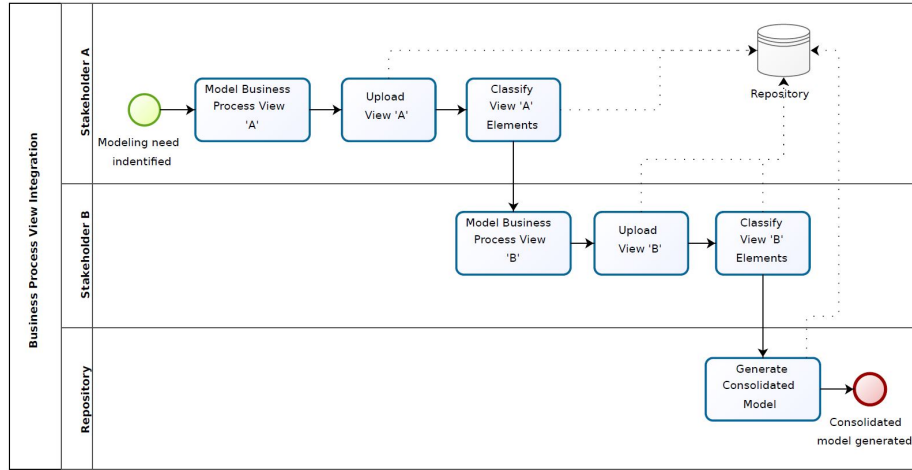 Business Process View Integration
Stakeholder A
Modeling need
indentified
Model Business
Process View
'A'
Upload
View 'A'
Classify
View 'A'
Elements
Repository
Stakeholder B
Model Business
Process View
'B'
Upload
View 'B'
Classify
View 'B'
Elements
Repository
Generate
Consolidated
Model
Consolidated
model generated